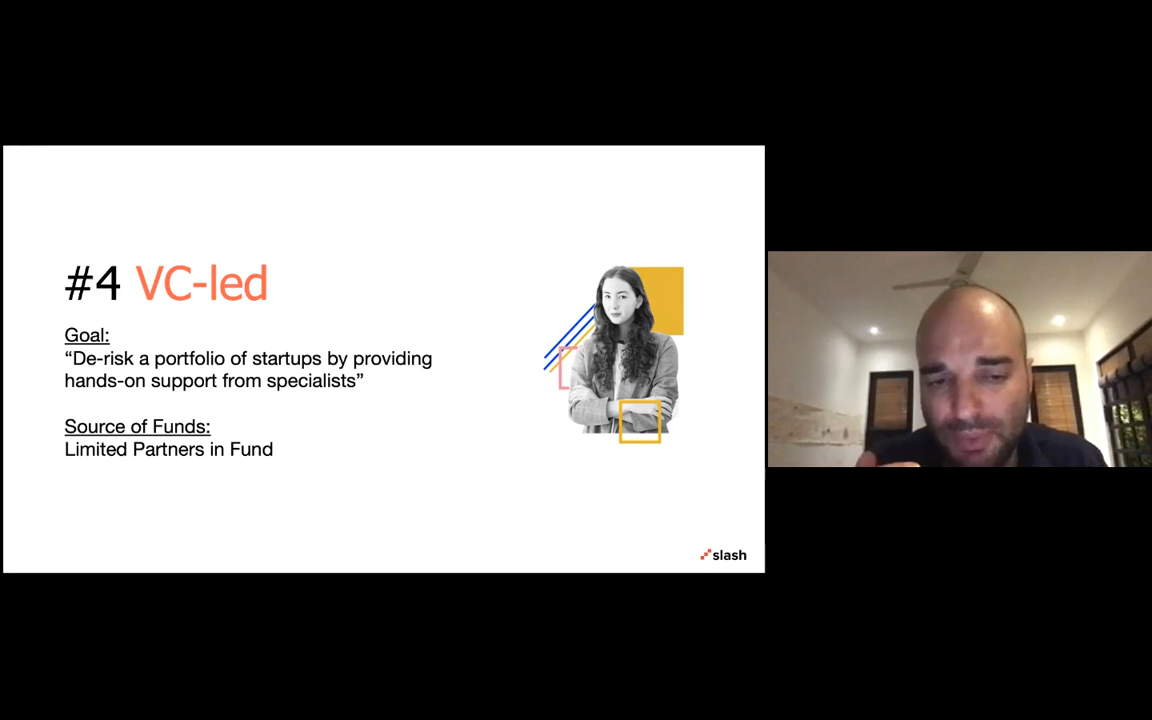 #4 VC-led
Goal:
“De-risk a portfolio of startups by providing
hands-on support from specialists”
Source of Funds:
Limited Partners in Fund
slash